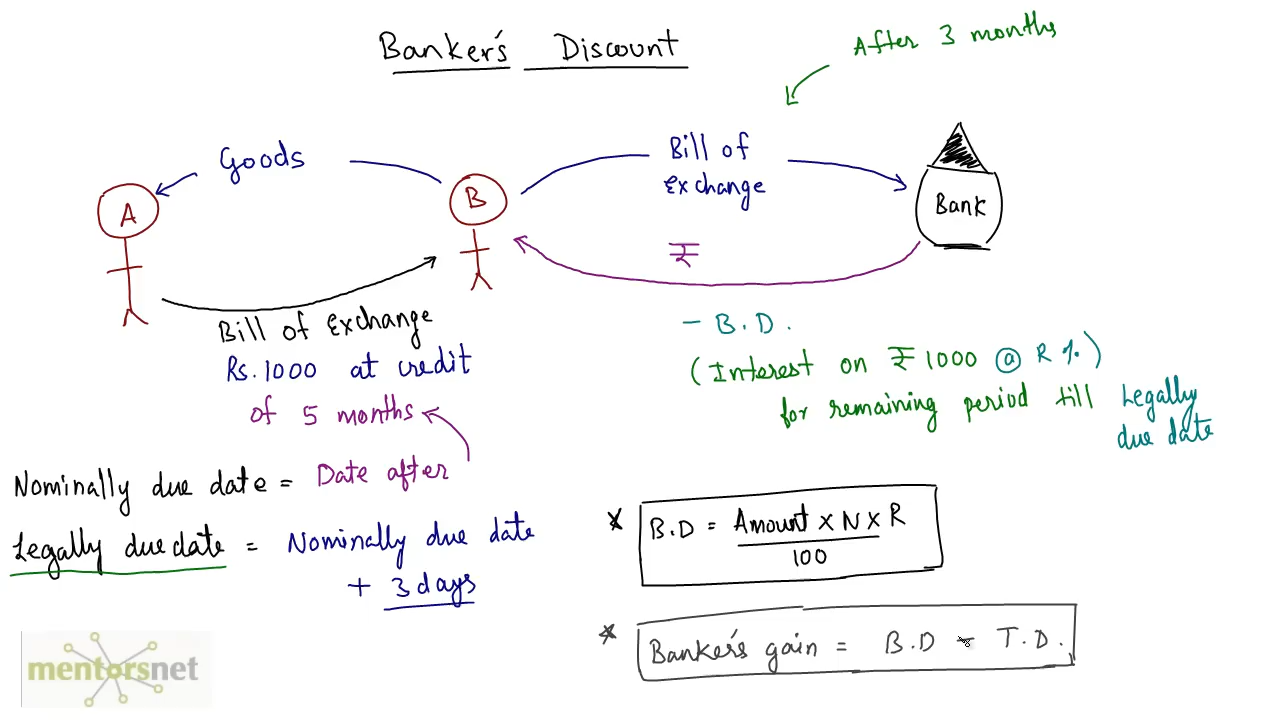 Banker's Discount
After 3 months
Goods
Bill of
Exchange
A
B
Bank
₹
Bill of Exchange
Rs.1000 at credit
of 5 months
- B.D.
(Interest on ₹ 1000 @ R %)
for remaining period till Legally
due date
Nominally due date = Date after
Legally due date = Nominally due date
+ 3 days
* B.D = Amount x N x R
100
* Banker's gain = B.D - T.D.
mentorsnet